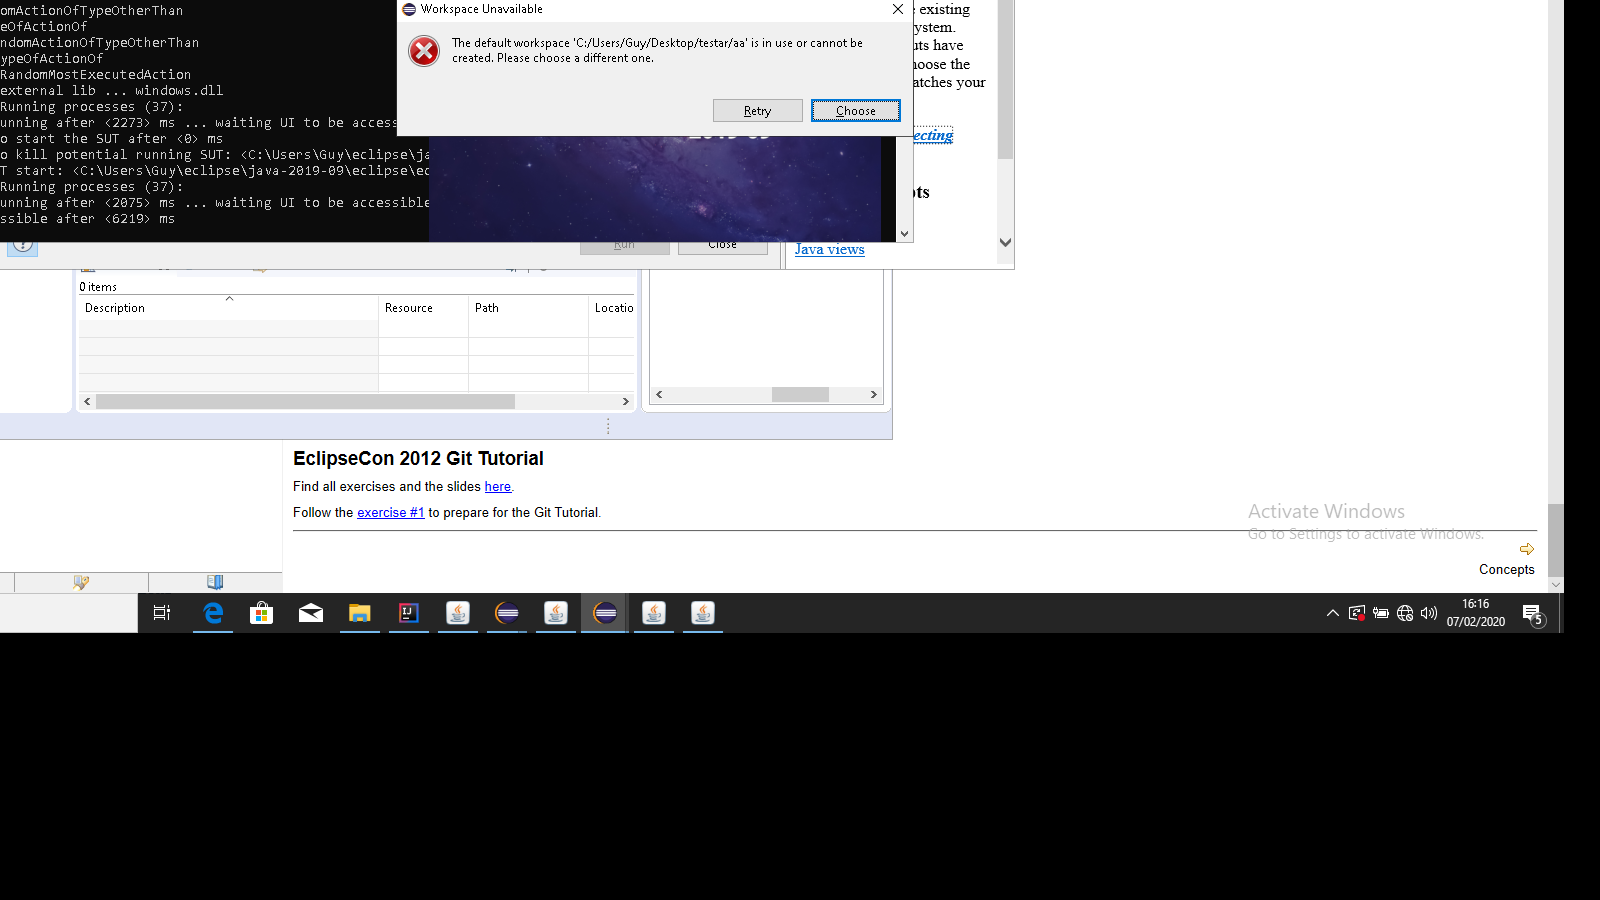 omActionOfTypeOtherThan
eOfActionOf
ndomActionOfTypeOtherThan
ypeOfActionOf
RandomMostExecutedAction
external lib ... windows.dll
Running processes (37):
unning after <2273> ms ... waiting UI to be access
o start the SUT after <0> ms
o kill potential running SUT: <C:\Users\Guy\eclipse\ja
T start: <C:\Users\Guy\eclipse\java-2019-09\eclipse\ec
Running processes (37):
unning after <2075> ms ... waiting UI to be accessible
ssible after <6219> ms
Workspace Unavailable
The default workspace 'C:/Users/Guy/Desktop/testar/aa' is in use or cannot be
created. Please choose a different one.
Retry
Choose
existing
ystem.
uts have
hoose the
atches your
ecting
pts
Java views
Run
Close
0 items
Description
Resource
Path
Locatio
EclipseCon 2012 Git Tutorial
Find all exercises and the slides here.
Follow the exercise #1 to prepare for the Git Tutorial.
Activate Windows
Go to Settings to activate Windows.
Concepts
IJ
16:16
07/02/2020
5